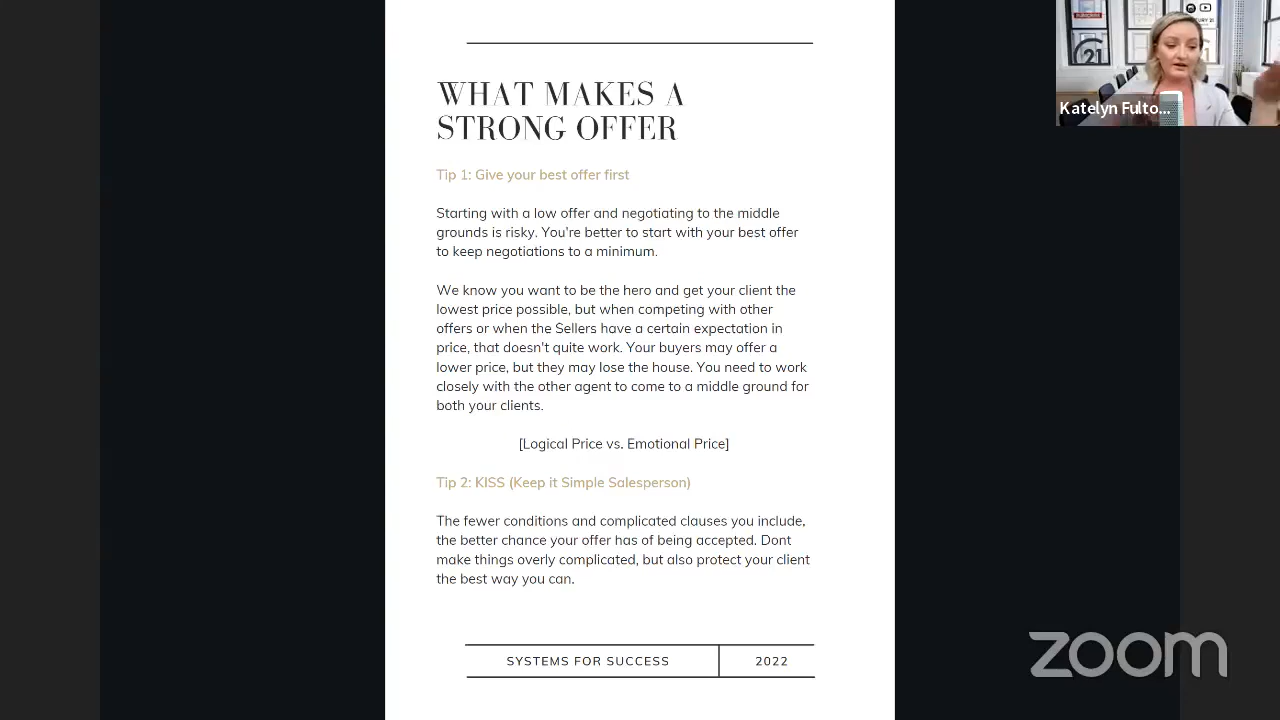 WHAT MAKES A
STRONG OFFER
Tip 1: Give your best offer first
Starting with a low offer and negotiating to the middle
grounds is risky. You're better to start with your best offer
to keep negotiations to a minimum.
We know you want to be the hero and get your client the
lowest price possible, but when competing with other
offers or when the Sellers have a certain expectation in
price, that doesn't quite work. Your buyers may offer a
lower price, but they may lose the house. You need to work
closely with the other agent to come to a middle ground for
both your clients.
[Logical Price vs. Emotional Price]
Tip 2: KISS (Keep it Simple Salesperson)
The fewer conditions and complicated clauses you include,
the better chance your offer has of being accepted. Dont
make things overly complicated, but also protect your client
the best way you can.
SYSTEMS FOR SUCCESS 2022
21
Katelyn Fulto...
zoom